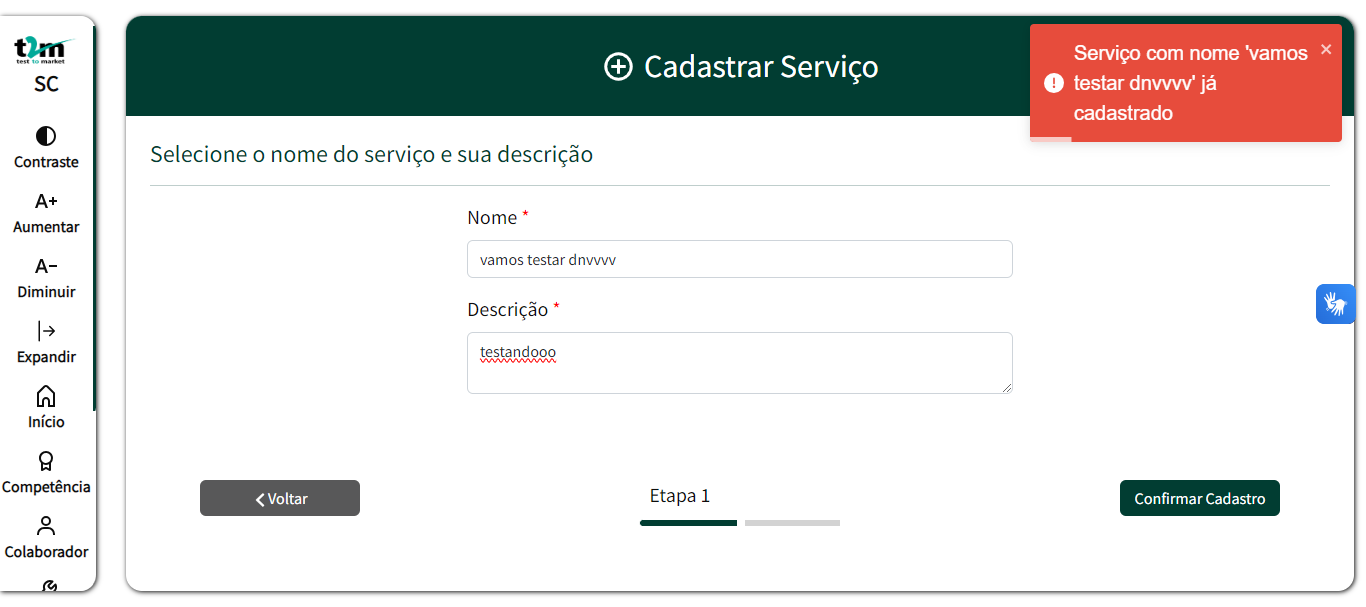 t2m
test to market
SC
Contraste
A+
Aumentar
A-
Diminuir
Expandir
Início
Competência
Colaborador
Cadastrar Serviço
Serviço com nome 'vamos
testar dnvvvv' já
cadastrado
Selecione o nome do serviço e sua descrição
Nome *
vamos testar dnvvvv
Descrição *
testandooo
Voltar
Etapa 1
Confirmar Cadastro